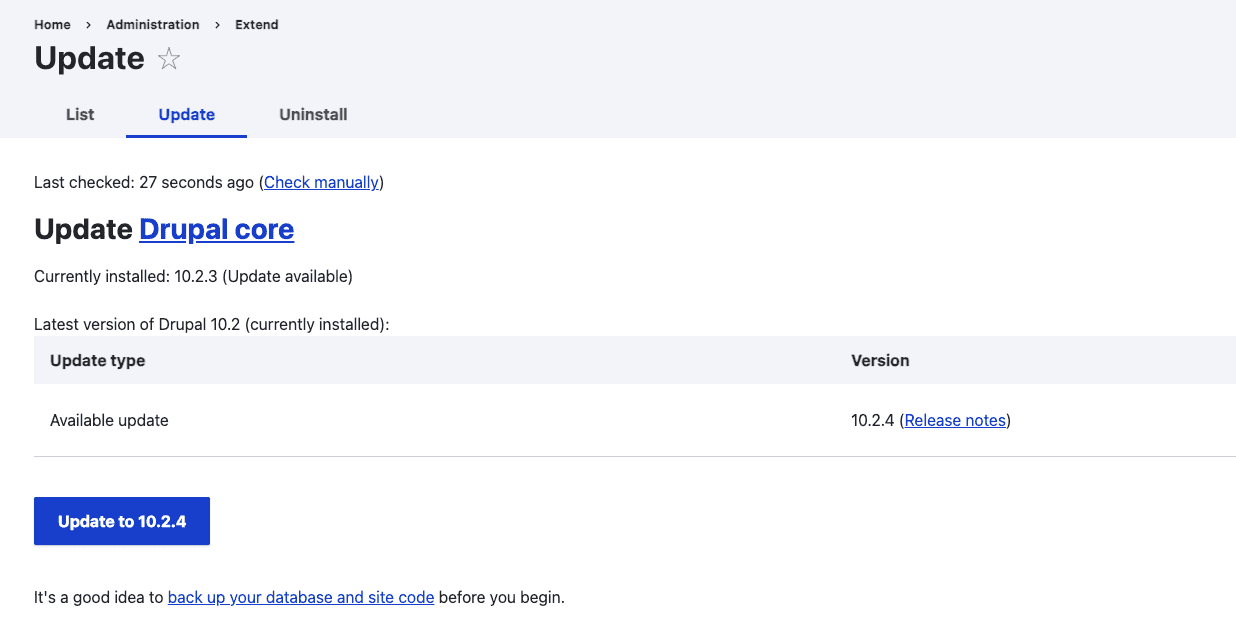 Home › Administration › Extend
Update
List Update Uninstall
Last checked: 27 seconds ago (Check manually)
Update Drupal core
Currently installed: 10.2.3 (Update available)
Latest version of Drupal 10.2 (currently installed):
Update type Version
Available update 10.2.4 (Release notes)
Update to 10.2.4
It's a good idea to back up your database and site code before you begin.